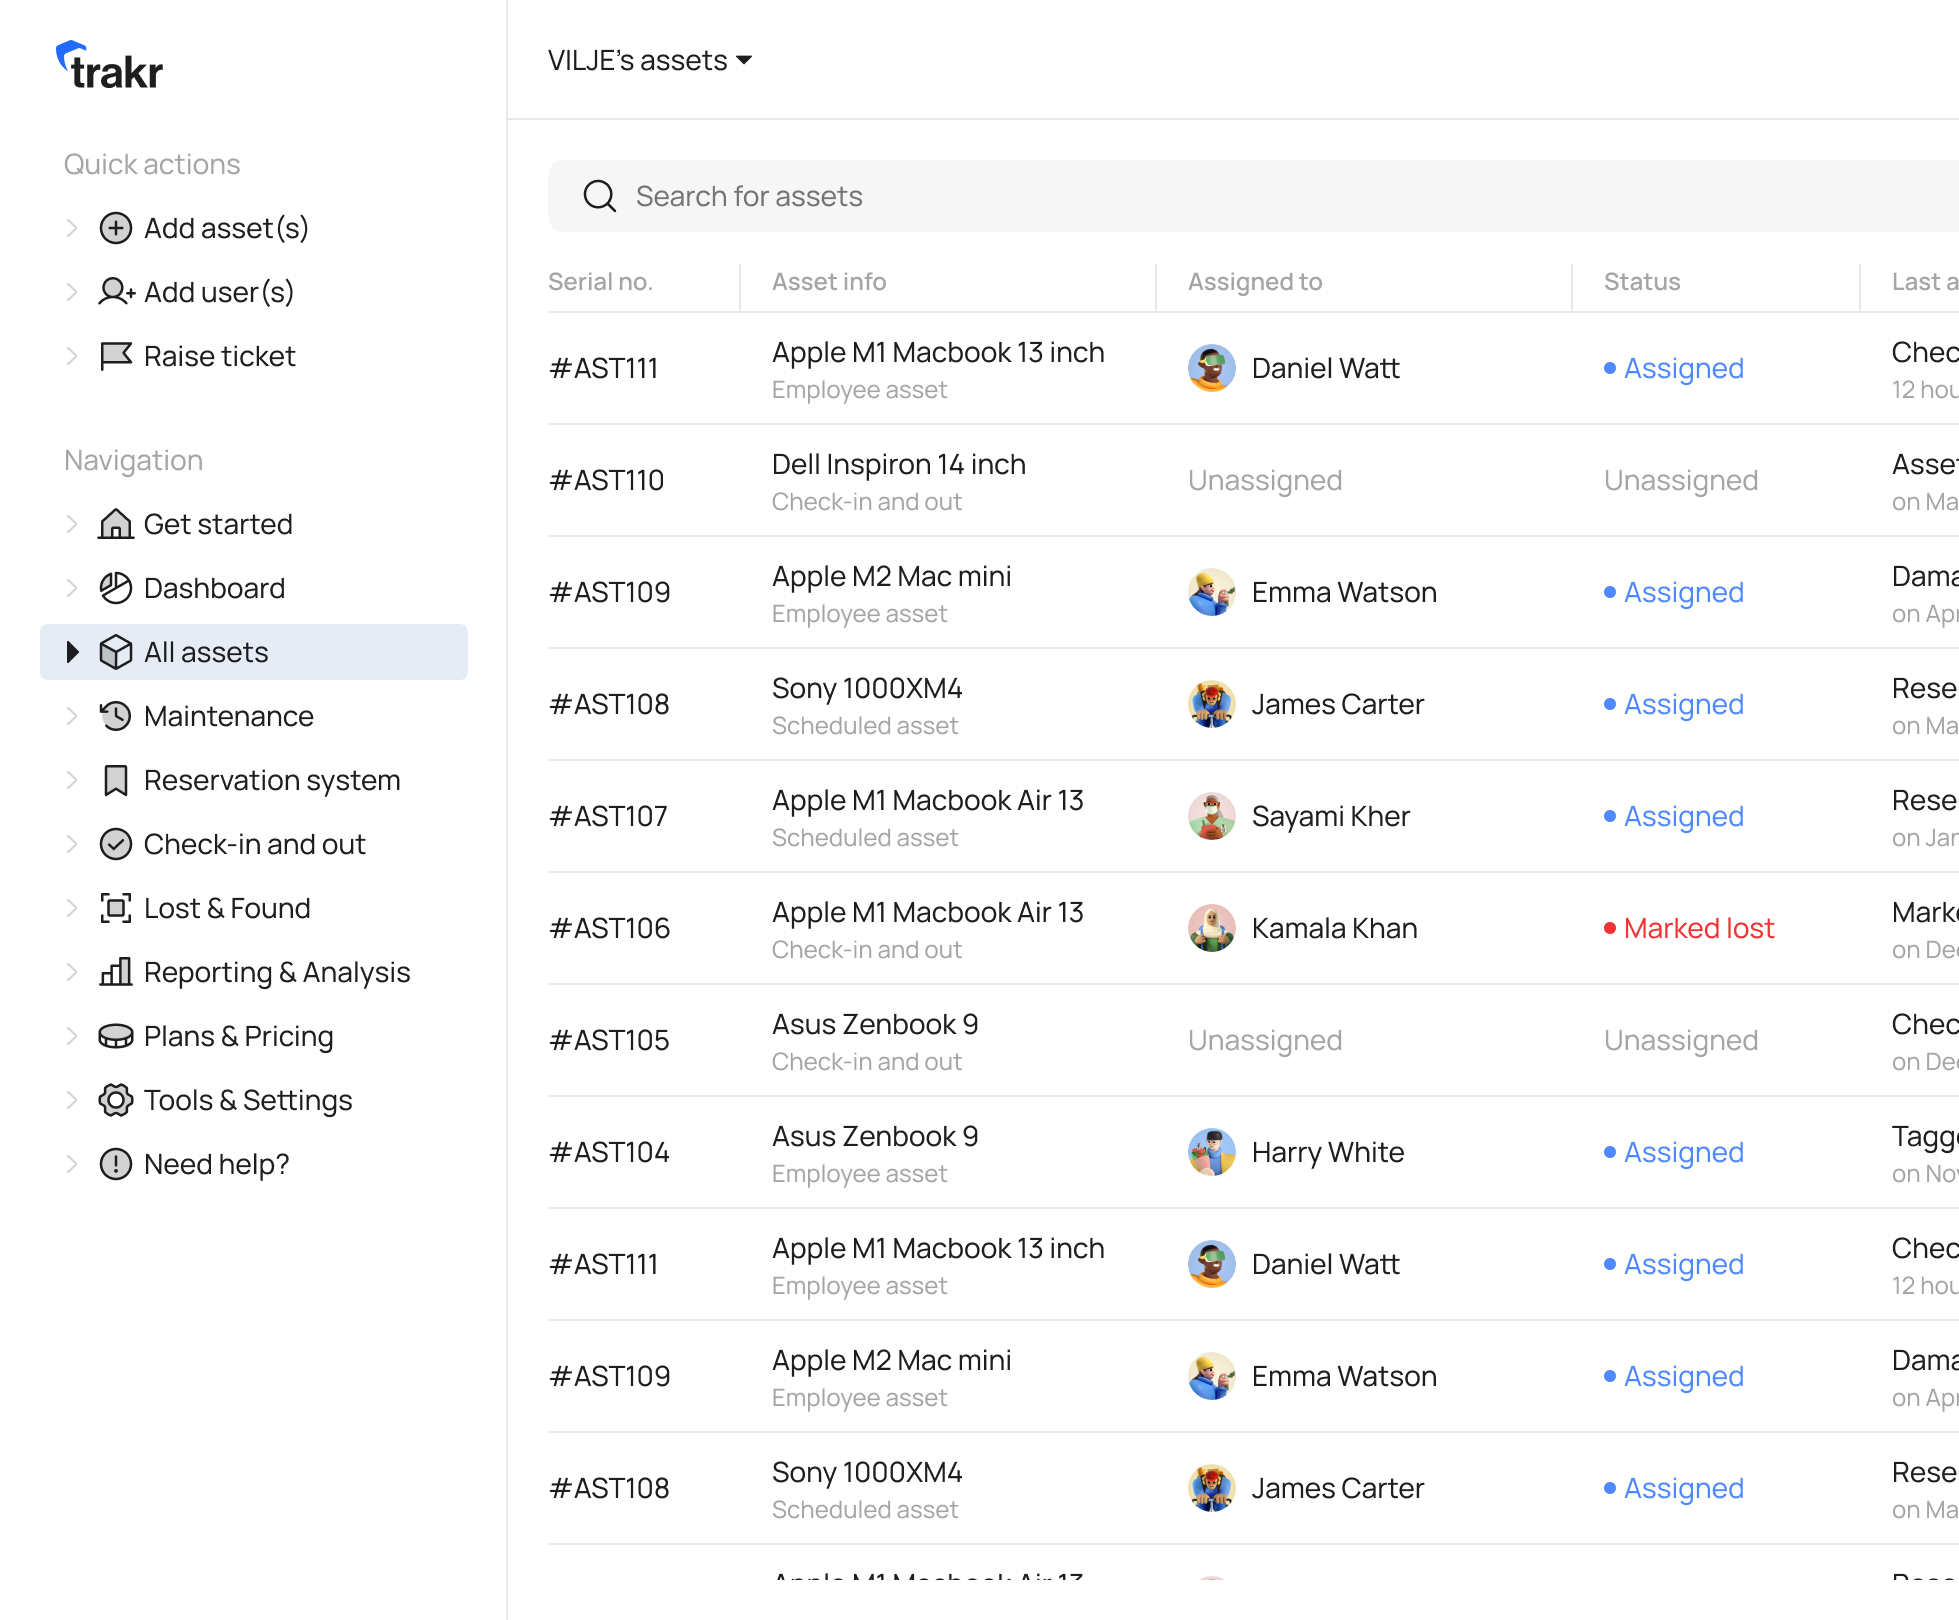 trakr
VILJE's assets
Quick actions
Add asset(s)
Add user(s)
Raise ticket
Navigation
Get started
Dashboard
All assets
Maintenance
Reservation system
Check-in and out
Lost & Found
Reporting & Analysis
Plans & Pricing
Tools & Settings
Need help?
Search for assets
Serial no. Asset info Assigned to Status Last a
#AST111 Apple M1 Macbook 13 inch Daniel Watt Assigned Chec
Employee asset 12 hou
#AST110 Dell Inspiron 14 inch Unassigned Unassigned Asse
Check-in and out on Ma
#AST109 Apple M2 Mac mini Emma Watson Assigned Dama
Employee asset on Apr
#AST108 Sony 1000XM4 James Carter Assigned Rese
Scheduled asset on Ma
#AST107 Apple M1 Macbook Air 13 Sayami Kher Assigned Rese
Scheduled asset on Jan
#AST106 Apple M1 Macbook Air 13 Kamala Khan Marked lost Marke
Check-in and out on Dec
#AST105 Asus Zenbook 9 Unassigned Unassigned Chec
Check-in and out on Dec
#AST104 Asus Zenbook 9 Harry White Assigned Tagge
Employee asset on Nov
#AST111 Apple M1 Macbook 13 inch Daniel Watt Assigned Chec
Employee asset 12 hou
#AST109 Apple M2 Mac mini Emma Watson Assigned Dama
Employee asset on Apr
#AST108 Sony 1000XM4 James Carter Assigned Rese
Scheduled asset on Ma
Apple M1 Macbook Air 13 Rese